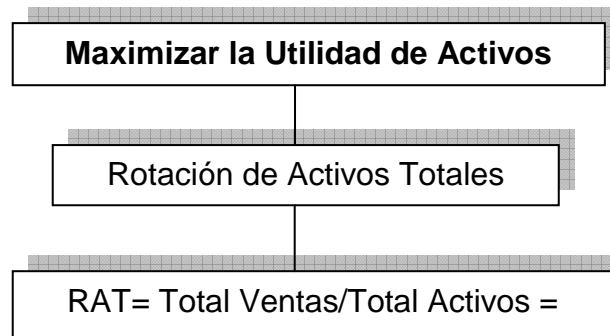 Maximizar la Utilidad de Activos
Rotación de Activos Totales
RAT= Total Ventas/Total Activos =